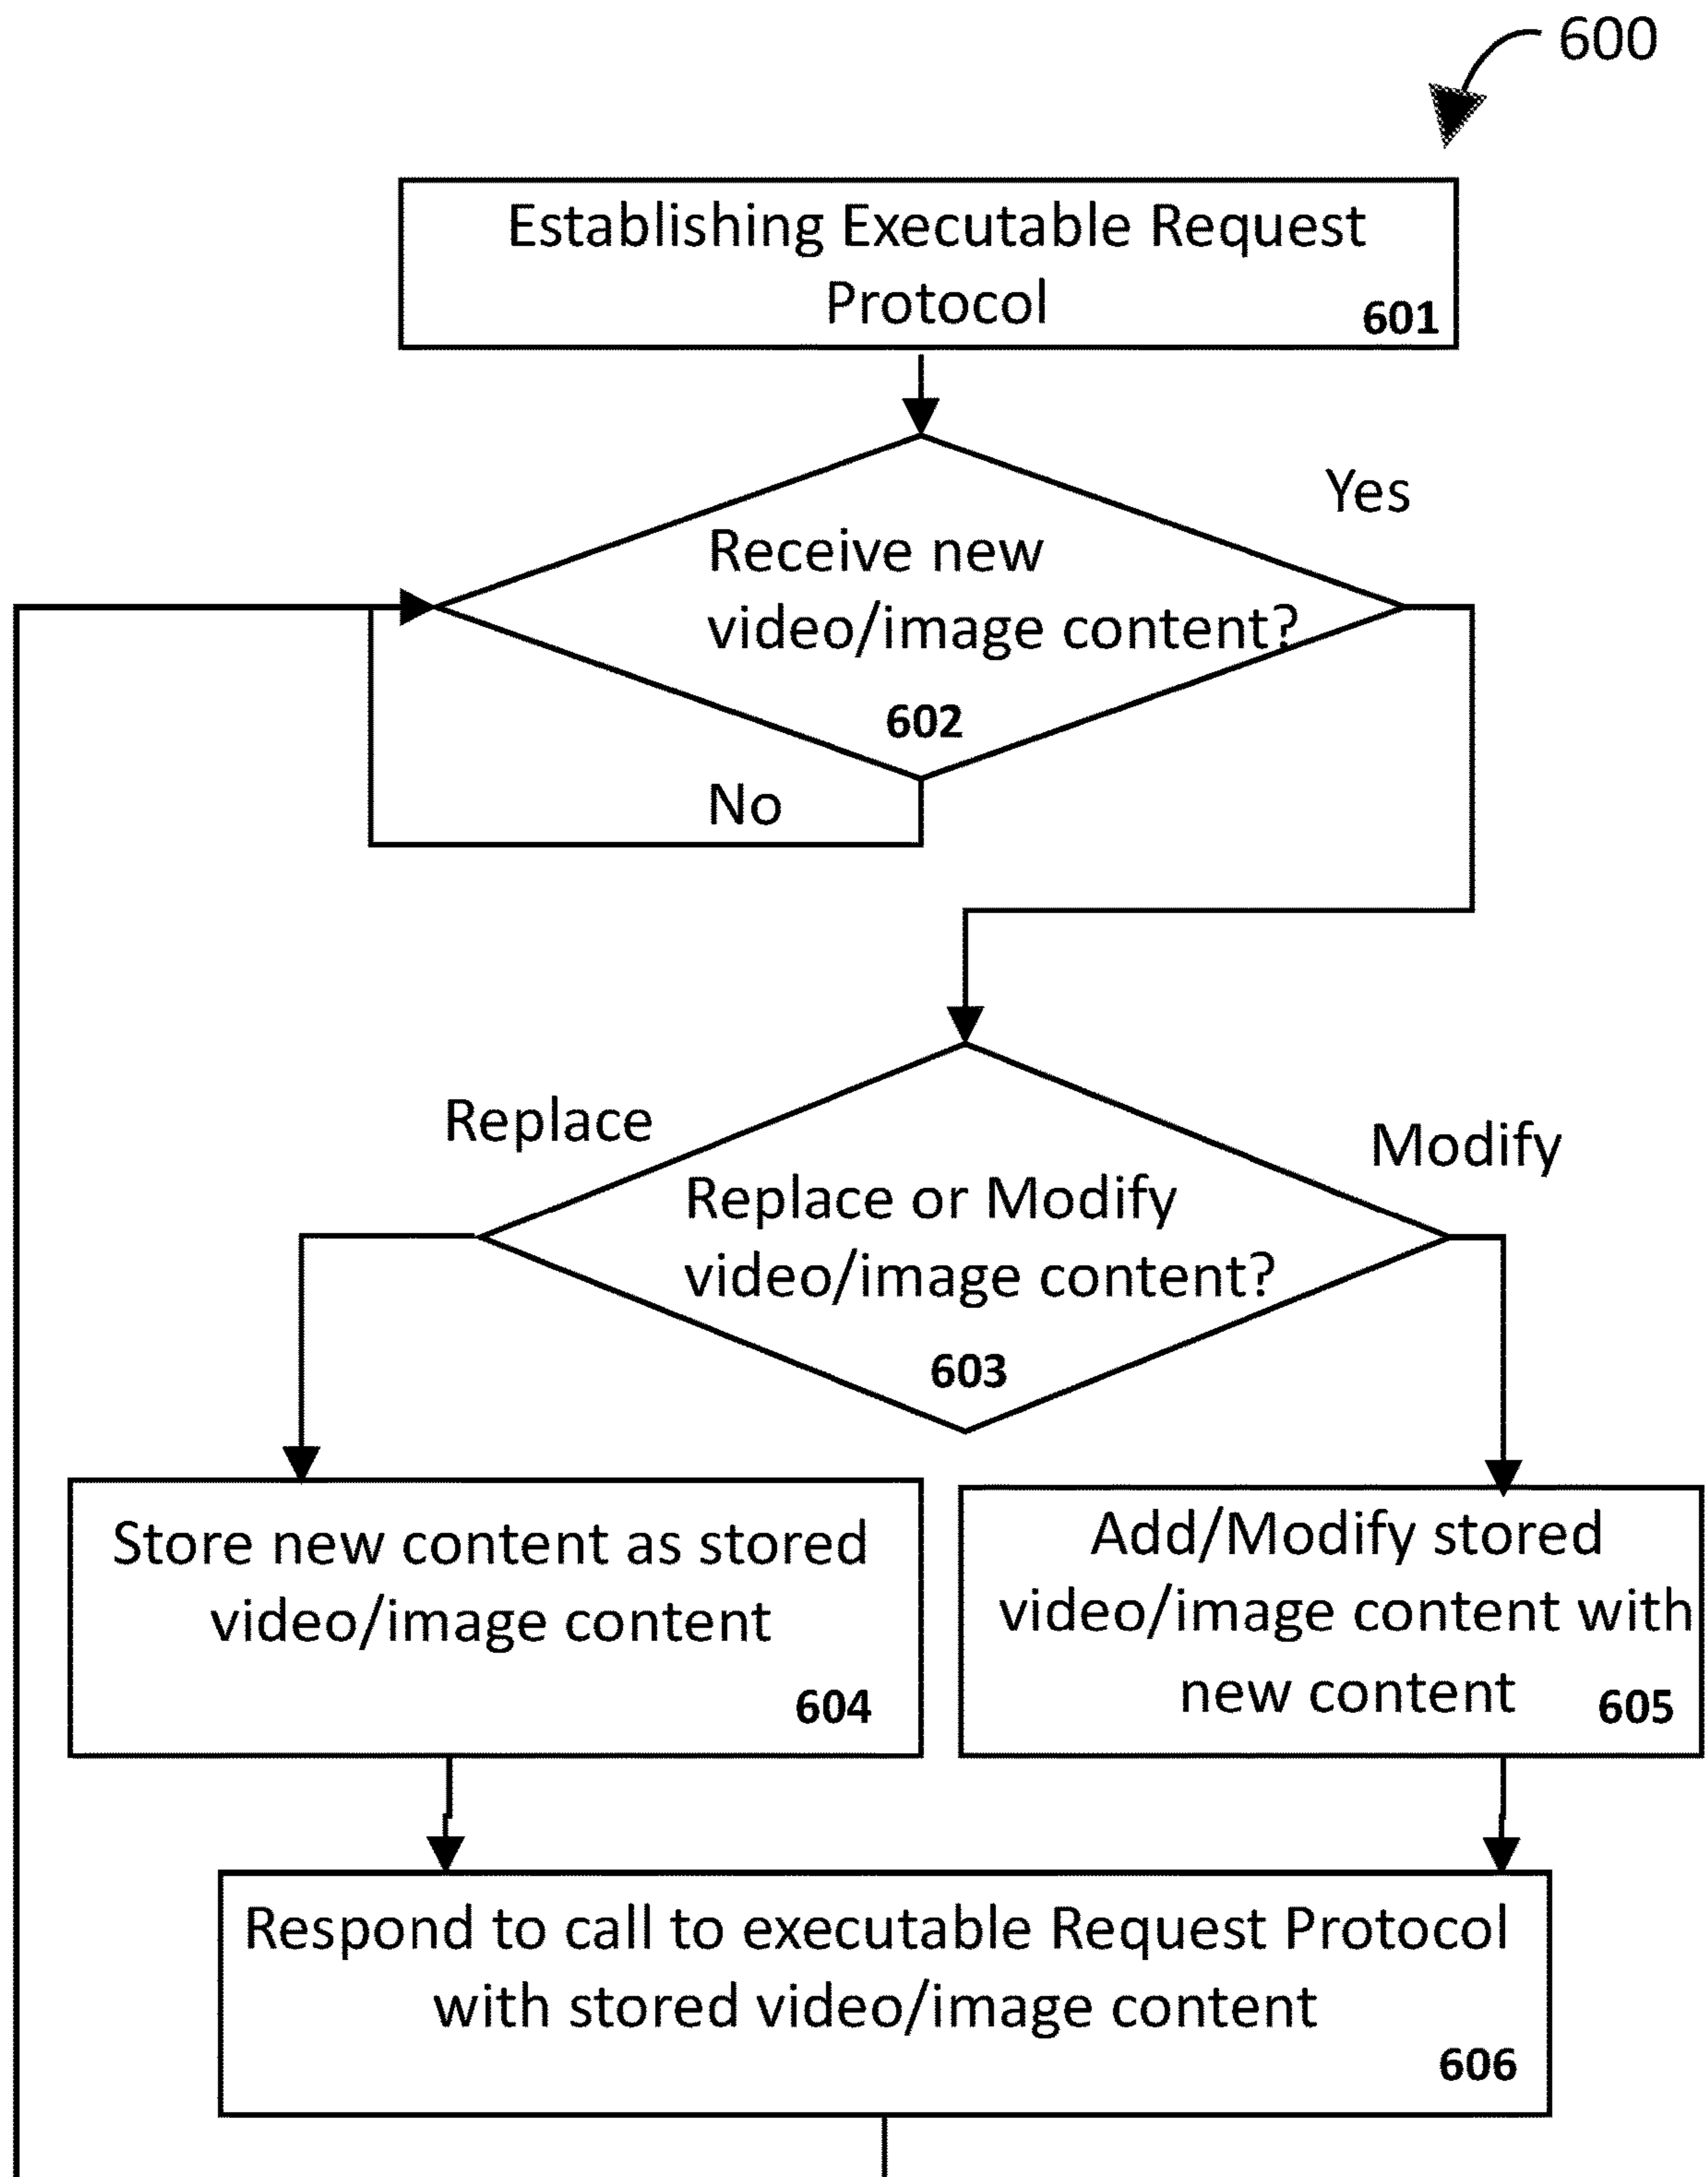 600
Establishing Executable Request
Protocol
601
Yes
Receive new
video/image content?
602
No
Replace
Modify
Replace or Modify
video/image content?
603
Store new content as stored
video/image content
604
Add/Modify stored
video/image content with
new content
605
Respond to call to executable Request Protocol
with stored video/image content
606